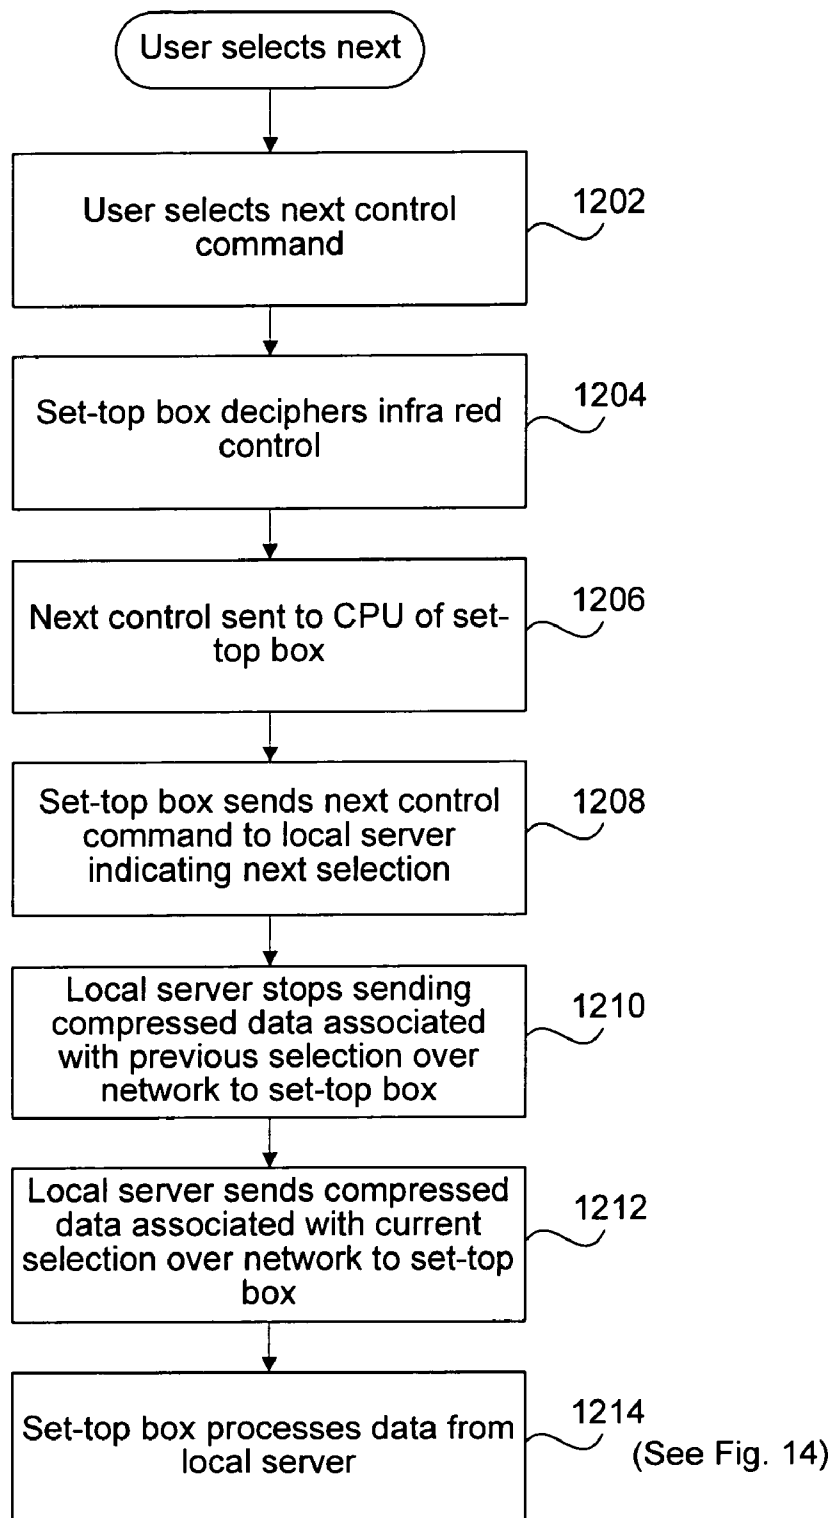 User selects next
User selects next control
command
1202
Set-top box deciphers infra red
control
1204
Next control sent to CPU of set-
top box
1206
Set-top box sends next control
command to local server
indicating next selection
1208
Local server stops sending
compressed data associated
with previous selection over
network to set-top box
1210
Local server sends compressed
data associated with current
selection over network to set-top
box
1212
Set-top box processes data from
local server
1214
(See Fig. 14)